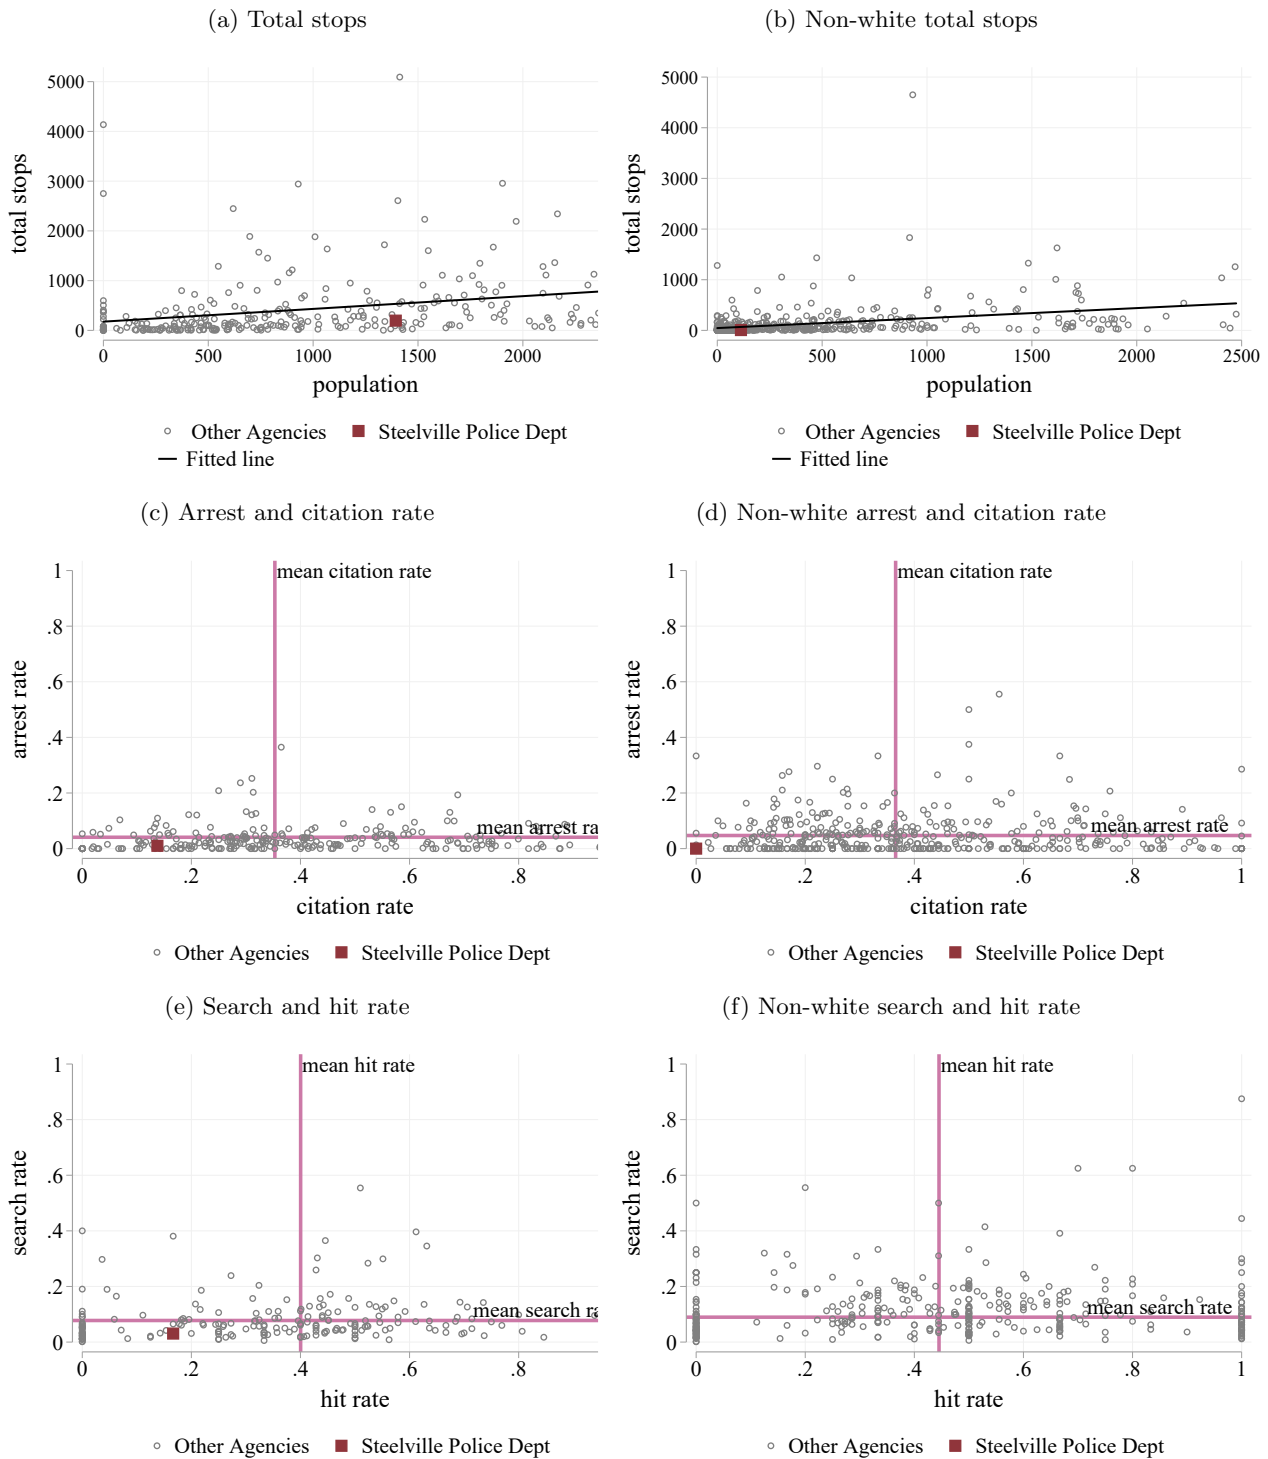 (a) Total stops
(b) Non-white total stops
total stops
5000
4000
3000
2000
1000
0
0 500 1000 1500 2000
population
Other Agencies Steelville Police Dept
Fitted line
total stops
5000
4000
3000
2000
1000
0
0 500 1000 1500 2000 2500
population
Other Agencies Steelville Police Dept
Fitted line
(c) Arrest and citation rate
(d) Non-white arrest and citation rate
arrest rate
1
.8
.6
.4
.2
0
mean citation rate
mean arrest ra
0 .2 .4 .6 .8
citation rate
Other Agencies Steelville Police Dept
arrest rate
1
.8
.6
.4
.2
0
mean citation rate
mean arrest rate
0 .2 .4 .6 .8 1
citation rate
Other Agencies Steelville Police Dept
(e) Search and hit rate
(f) Non-white search and hit rate
search rate
1
.8
.6
.4
.2
0
mean hit rate
mean search ra
0 .2 .4 .6 .8
hit rate
Other Agencies Steelville Police Dept
search rate
1
.8
.6
.4
.2
0
mean hit rate
mean search rate
0 .2 .4 .6 .8 1
hit rate
Other Agencies Steelville Police Dept